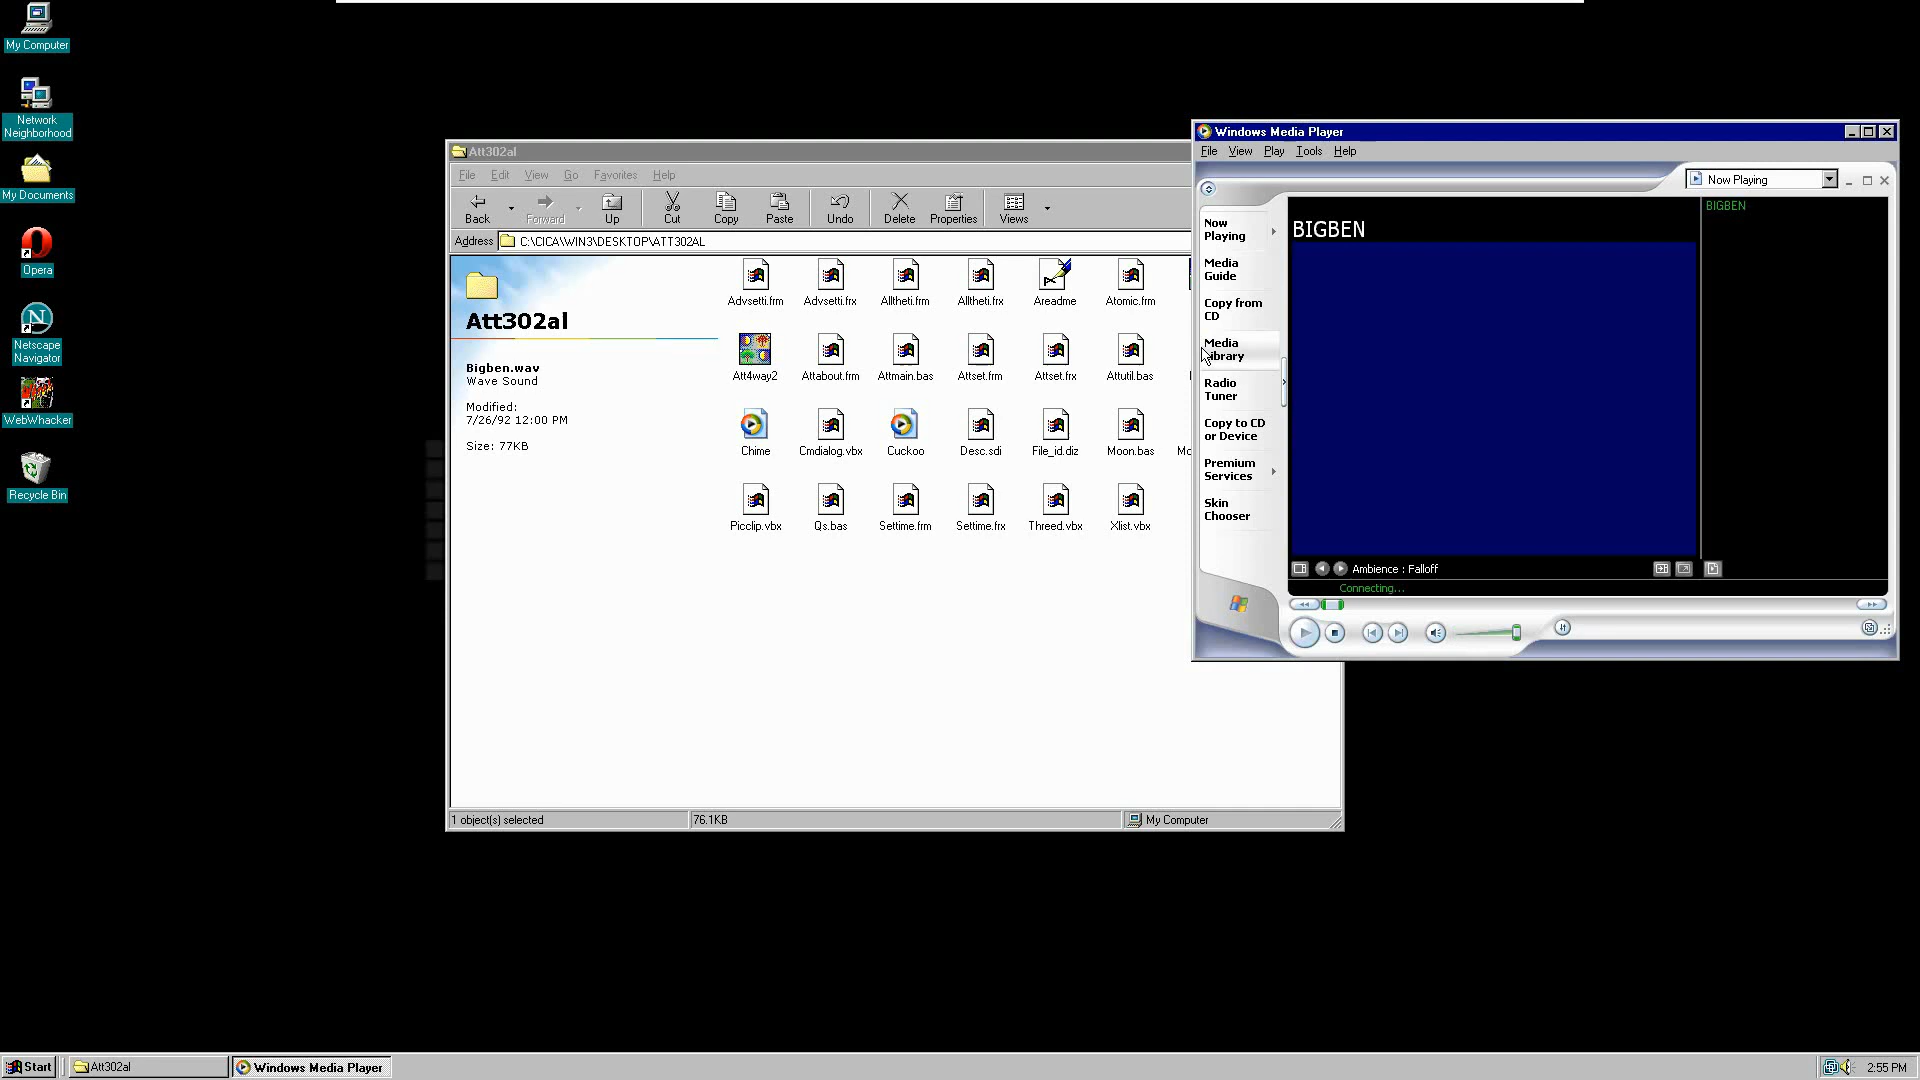 My Computer
Network
Neighborhood
My Documents
Opera
Netscape
Navigator
WebWhacker
Recycle Bin
Att302al
File Edit View Go Favorites Help
Back Forward Up Cut Copy Paste Undo Delete Properties Views
Address C:\CICA\WIN3\DESKTOP\ATT302AL
Att302al
Bigben.wav
Wave Sound
Modified:
7/26/92 12:00 PM
Size: 77KB
Advsetti.frm Advsetti.frx Alltheti.frm Alltheti.frx Areadme Atomic.frm
Att4way2 Attabout.frm Attmain.bas Attset.frm Attset.frx Attutil.bas
Chime Cmdialog.vbx Cuckoo Desc.sdi File_id.diz Moon.bas
Picclip.vbx Qs.bas Settime.frm Settime.frx Threed.vbx Xlist.vbx
1 object(s) selected 76.1KB My Computer
Windows Media Player
File View Play Tools Help
Now Playing
Now
Playing
Media
Guide
Copy from
CD
Media
Library
Radio
Tuner
Copy to CD
or Device
Premium
Services
Skin
Chooser
BIGBEN
BIGBEN
Ambience : Falloff
Connecting...
Start Att302al Windows Media Player 2:55 PM